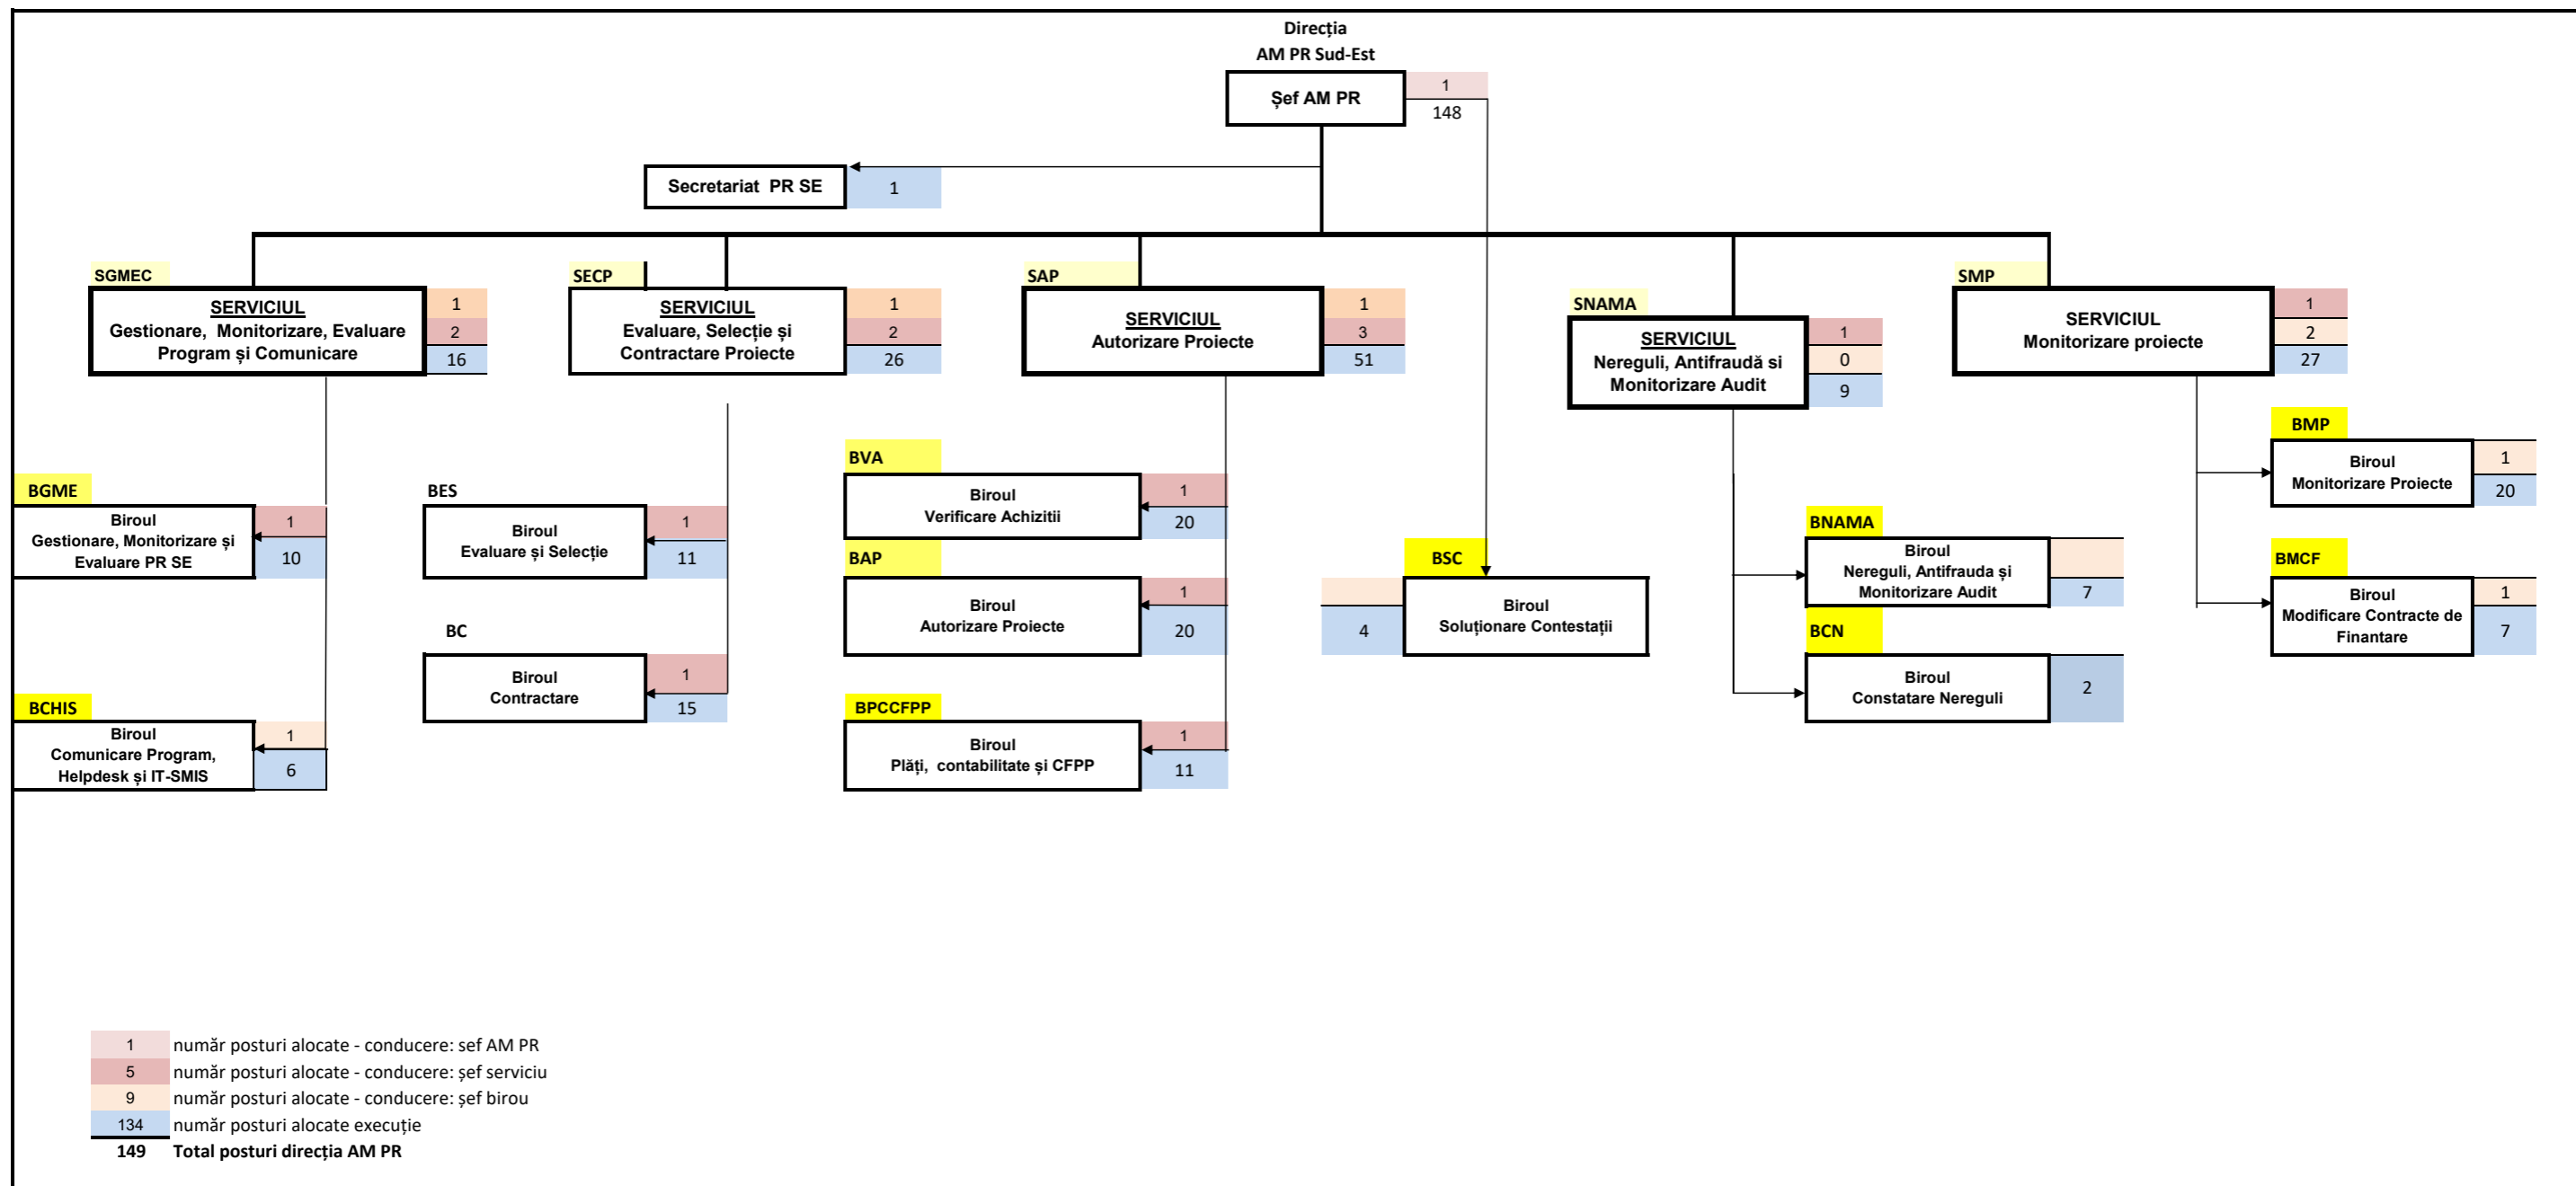 Direcția
AM PR Sud-Est
Șef AM PR
1
148
Secretariat PR SE
1
SGMEC
SERVICIUL
Gestionare, Monitorizare, Evaluare
Program și Comunicare
1
2
16
SECP
SERVICIUL
Evaluare, Selecție și
Contractare Proiecte
1
2
26
SAP
SERVICIUL
Autorizare Proiecte
1
3
51
SNAMA
SERVICIUL
Nereguli, Antifraudă si
Monitorizare Audit
1
0
9
SMP
SERVICIUL
Monitorizare proiecte
1
2
27
BGME
Biroul
Gestionare, Monitorizare și
Evaluare PR SE
1
10
BCHIS
Biroul
Comunicare Program,
Helpdesk și IT-SMIS
1
6
BES
Biroul
Evaluare și Selecție
1
11
BC
Biroul
Contractare
1
15
BVA
Biroul
Verificare Achizitii
1
20
BAP
Biroul
Autorizare Proiecte
1
20
BPCCFPP
Biroul
Plăți, contabilitate și CFPP
1
11
BSC
4
Biroul
Soluționare Contestații
BNAMA
Biroul
Nereguli, Antifrauda și
Monitorizare Audit
7
BCN
Biroul
Constatare Nereguli
2
BMP
Biroul
Monitorizare Proiecte
1
20
BMCF
Biroul
Modificare Contracte de
Finantare
1
7
1 număr posturi alocate - conducere: sef AM PR
5 număr posturi alocate - conducere: șef serviciu
9 număr posturi alocate - conducere: șef birou
134 număr posturi alocate execuție
149 Total posturi direcția AM PR